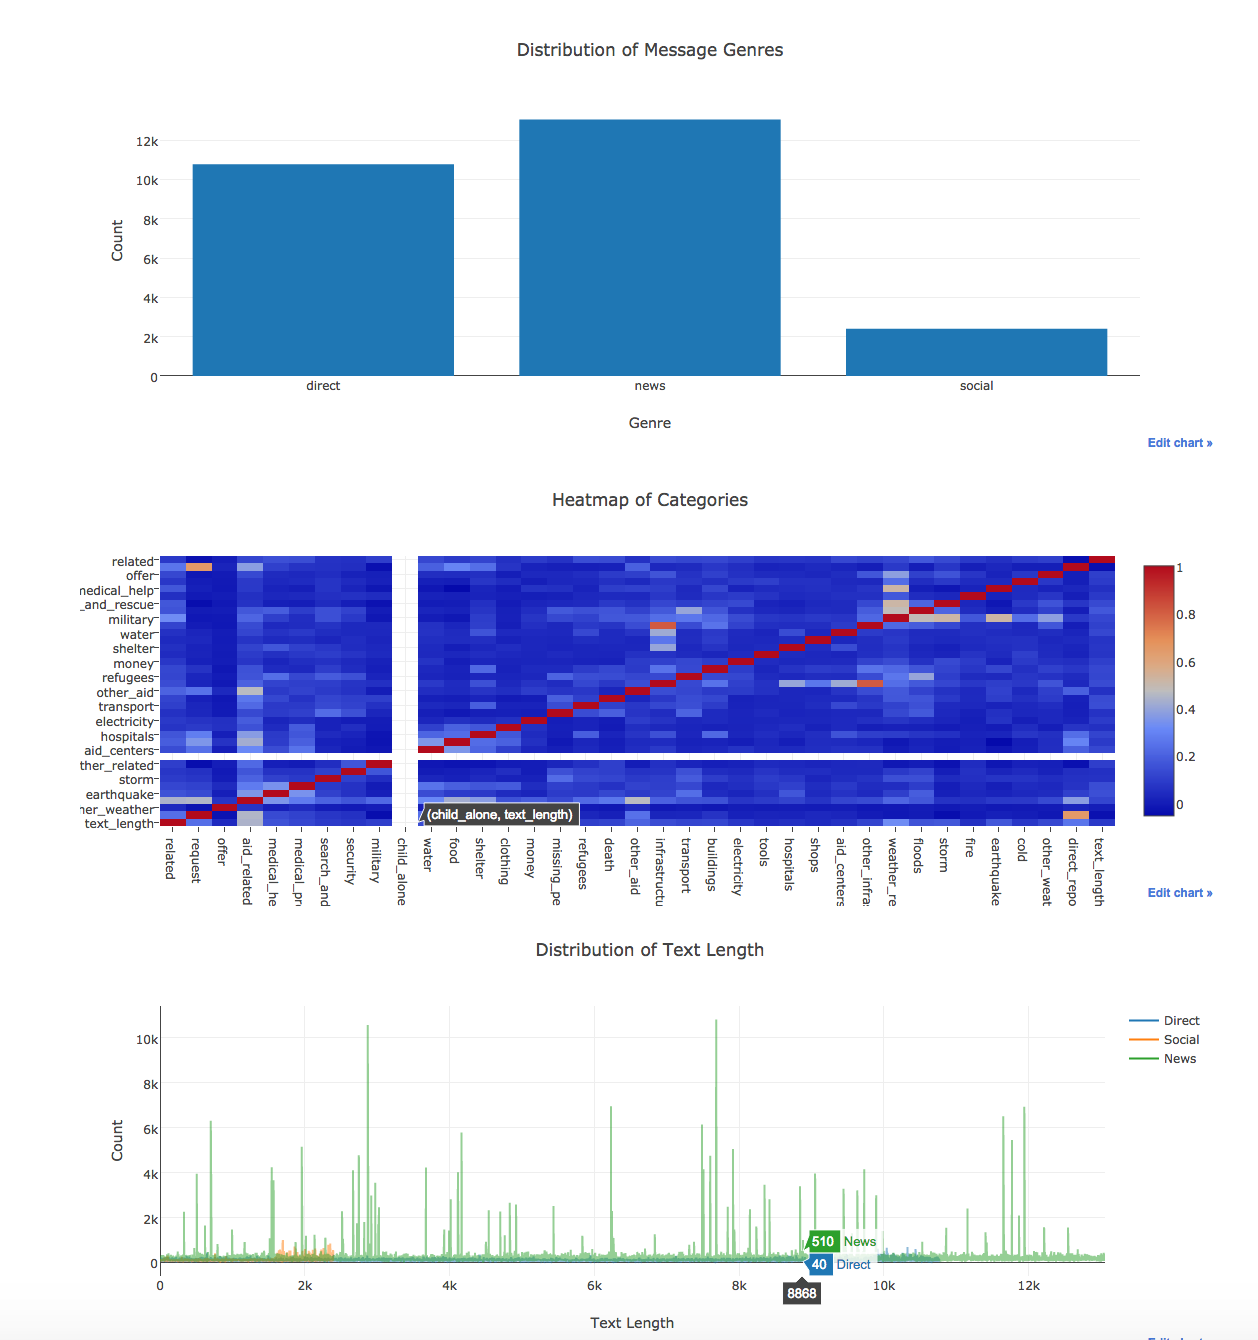 Distribution of Message Genres
12k
10k
8k
6k
4k
2k
0
Count
direct
news
social
Genre
Edit chart »
Heatmap of Categories
related
offer
nedical_help
_and_rescue
military
water
shelter
money
refugees
other_aid
transport
electricity
hospitals
aid_centers
ther_related
storm
earthquake
ner_weather
text_length
(child_alone, text_length)
1
0.8
0.6
0.4
0.2
0
related
request
offer
aid_related
medical_he
medical_pr
search_and
security
military
child_alone
water
food
shelter
clothing
money
missing_pe
refugees
death
other_aid
infrastructu
transport
buildings
electricity
tools
hospitals
shops
aid_centers
other_infra
weather_re
floods
storm
fire
earthquake
cold
other_weat
direct_repo
text_length
Edit chart »
Distribution of Text Length
10k
8k
6k
4k
2k
0
Count
Direct
Social
News
510 News
40 Direct
8868
0
2k
4k
6k
8k
10k
12k
Text Length